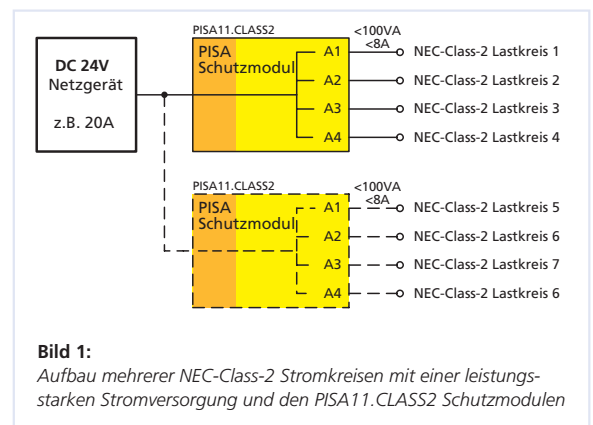 PISA11.CLASS2
<100VA
<8A
DC 24V
Netzgerät
z.B. 20A
PISA
Schutzmodul
A1
NEC-Class-2 Lastkreis 1
A2
NEC-Class-2 Lastkreis 2
A3
NEC-Class-2 Lastkreis 3
A4
NEC-Class-2 Lastkreis 4
PISA11.CLASS2
<100VA
<8A
PISA
Schutzmodul
A1
NEC-Class-2 Lastkreis 5
A2
NEC-Class-2 Lastkreis 6
A3
NEC-Class-2 Lastkreis 7
A4
NEC-Class-2 Lastkreis 6
Bild 1:
Aufbau mehrerer NEC-Class-2 Stromkreisen mit einer leistungs-
starken Stromversorgung und den PISA11.CLASS2 Schutzmodulen